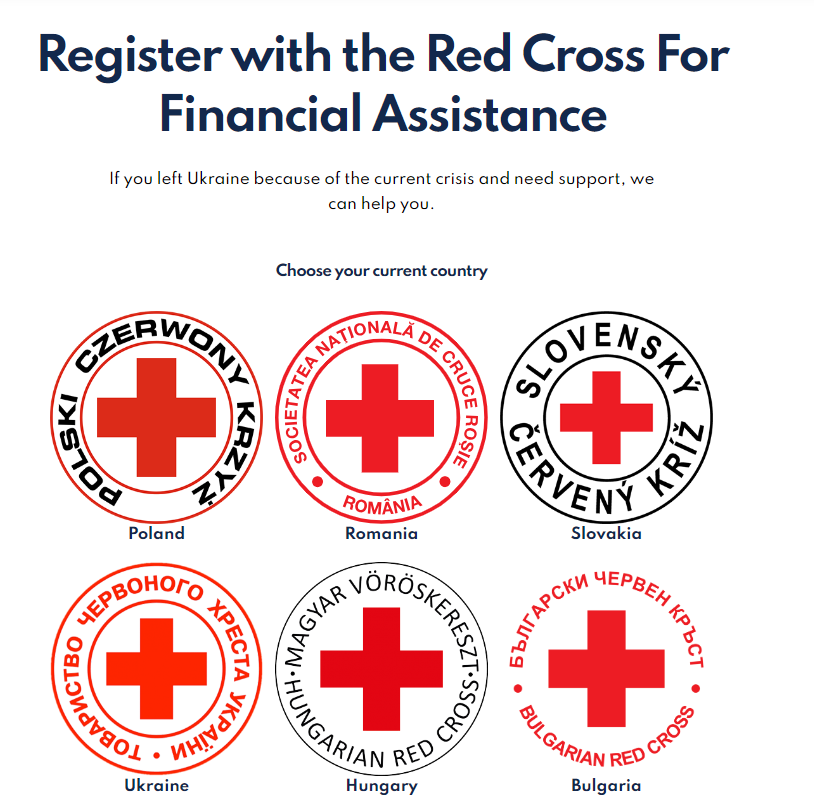 Register with the Red Cross For
Financial Assistance
If you left Ukraine because of the current crisis and need support, we
can help you.
Choose your current country
POLSKI CZERWONY KRZYŻ
Poland
SOCIETATEA NAȚIONALĂ DE CRUCE ROȘIE
ROMÂNIA
Romania
SLOVENSKÝ
ČERVENÝ KRÍŽ
Slovakia
ТОВАРИСТВО ЧЕРВОНОГО ХРЕСТА УКРАЇНИ
Ukraine
MAGYAR VÖRÖSKERESZT
HUNGARIAN RED CROSS
Hungary
БЪЛГАРСКИ ЧЕРВЕН КРЪСТ
BULGARIAN RED CROSS
Bulgaria